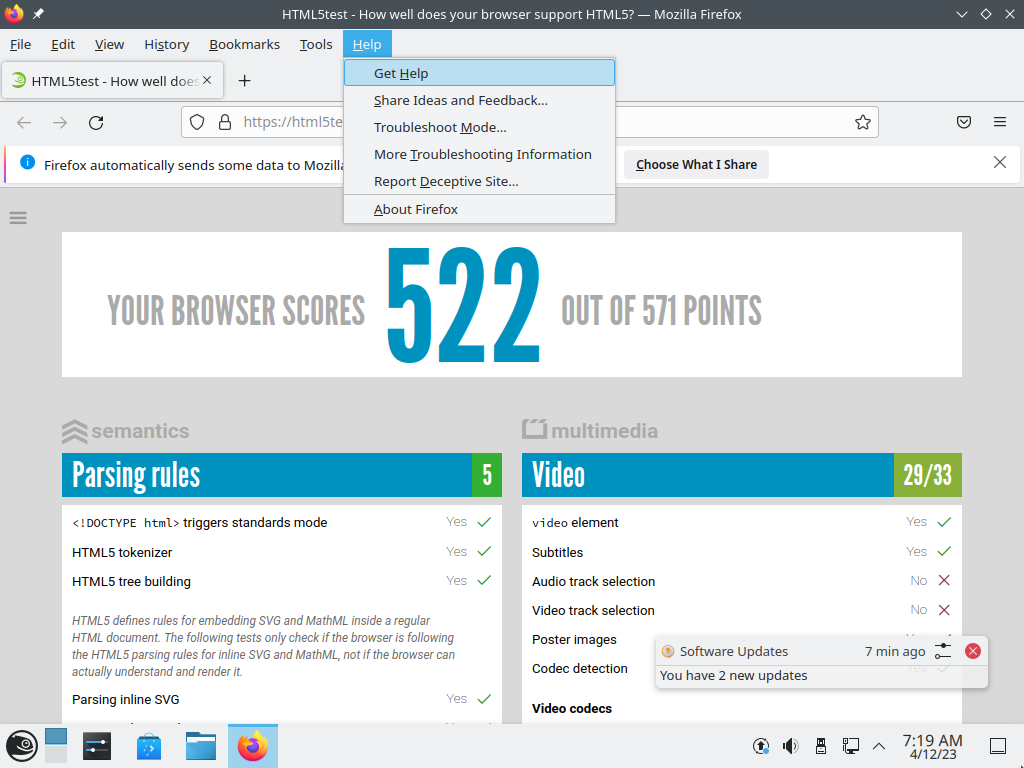 HTML5test - How well does your browser support HTML5? — Mozilla Firefox
File Edit View History Bookmarks Tools Help
HTML5test - How well does
Get Help
Share Ideas and Feedback...
Troubleshoot Mode...
More Troubleshooting Information
Report Deceptive Site...
About Firefox
https://html5te
Firefox automatically sends some data to Mozilla
Choose What I Share
YOUR BROWSER SCORES 522 OUT OF 571 POINTS
semantics
Parsing rules 5
<!DOCTYPE html> triggers standards mode Yes
HTML5 tokenizer Yes
HTML5 tree building Yes
HTML5 defines rules for embedding SVG and MathML inside a regular
HTML document. The following tests only check if the browser is following
the HTML5 parsing rules for inline SVG and MathML, not if the browser can
actually understand and render it.
Parsing inline SVG Yes
multimedia
Video 29/33
video element Yes
Subtitles Yes
Audio track selection No
Video track selection No
Poster images
Codec detection Yes
Video codecs
Software Updates 7 min ago
You have 2 new updates
7:19 AM
4/12/23